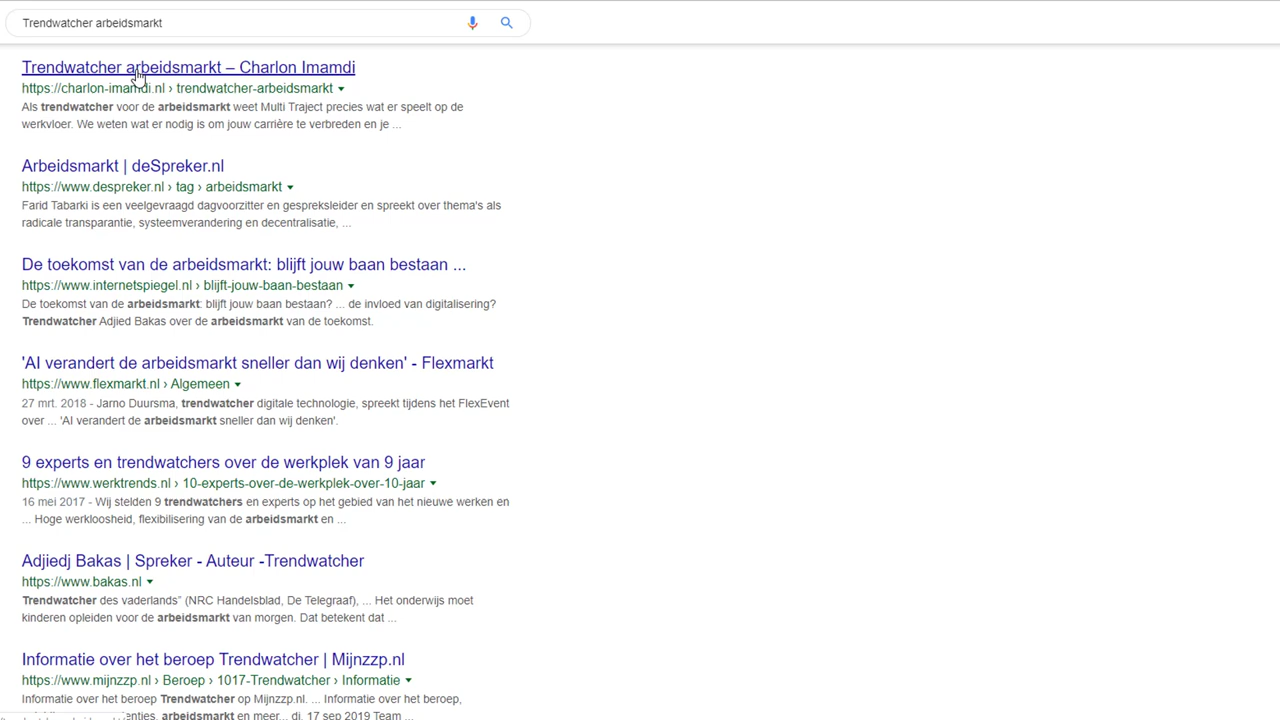 Trendwatcher arbeidsmarkt
Trendwatcher arbeidsmarkt – Charlon Imamdi
https://charlon-imamdi.nl › trendwatcher-arbeidsmarkt
Als trendwatcher voor de arbeidsmarkt weet Multi Traject precies wat er speelt op de
werkvloer. We weten wat er nodig is om jouw carrière te verbreden en je ...
Arbeidsmarkt | deSpreker.nl
https://www.despreker.nl › tag › arbeidsmarkt
Farid Tabarki is een veelgevraagd dagvoorzitter en gespreksleider en spreekt over thema's als
radicale transparantie, systeemverandering en decentralisatie, ...
De toekomst van de arbeidsmarkt: blijft jouw baan bestaan ...
https://www.internetspiegel.nl › blijft-jouw-baan-bestaan
De toekomst van de arbeidsmarkt: blijft jouw baan bestaan? ... de invloed van digitalisering?
Trendwatcher Adjied Bakas over de arbeidsmarkt van de toekomst.
'AI verandert de arbeidsmarkt sneller dan wij denken' - Flexmarkt
https://www.flexmarkt.nl › Algemeen
27 mrt. 2018 - Jarno Duursma, trendwatcher digitale technologie, spreekt tijdens het FlexEvent
over ... 'AI verandert de arbeidsmarkt sneller dan wij denken'.
9 experts en trendwatchers over de werkplek van 9 jaar
https://www.werktrends.nl › 10-experts-over-de-werkplek-over-10-jaar
16 mei 2017 - Wij stelden 9 trendwatchers en experts op het gebied van het nieuwe werken en
... Hoge werkloosheid, flexibilisering van de arbeidsmarkt en ...
Adjiedj Bakas | Spreker - Auteur -Trendwatcher
https://www.bakas.nl
Trendwatcher des vaderlands” (NRC Handelsblad, De Telegraaf), ... Het onderwijs moet
kinderen opleiden voor de arbeidsmarkt van morgen. Dat betekent dat ...
Informatie over het beroep Trendwatcher | Mijnzzp.nl
https://www.mijnzzp.nl › Beroep › 1017-Trendwatcher › Informatie
Informatie over het beroep Trendwatcher op Mijnzzp.nl. ... Informatie over het beroep,
arbeidsmarkt en meer... di. 17 sep 2019 Team ...